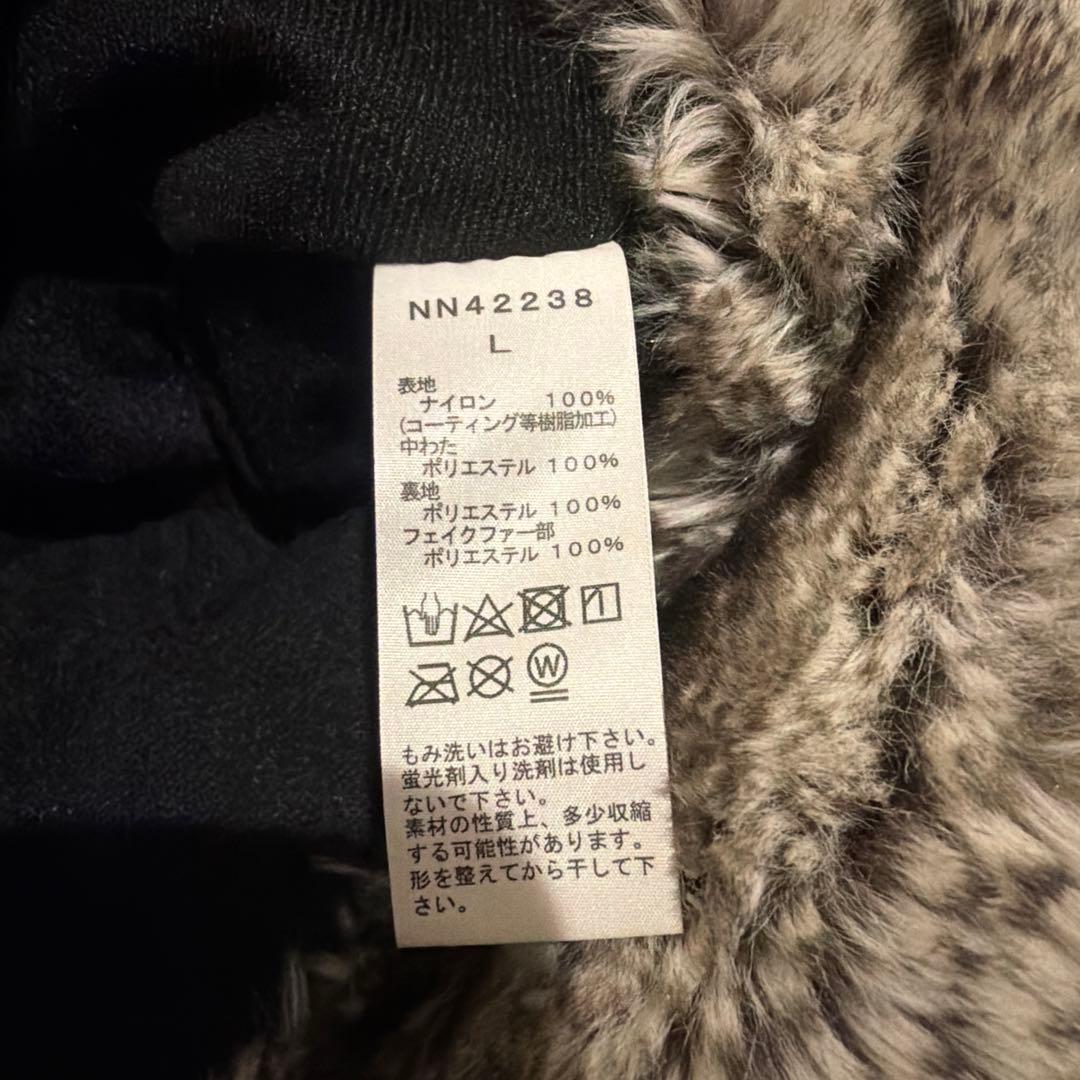 NN42238
L
表地
ナイロン 100%
(コーティング等樹脂加工)
中わた
ポリエステル 100%
裏地
ポリエステル 100%
フェイクファー部
ポリエステル 100%
W
もみ洗いはお避け下さい。
蛍光剤入り洗剤は使用し
ないで下さい。
素材の性質上、多少収縮
する可能性があります。
形を整えてから干して下
さい。